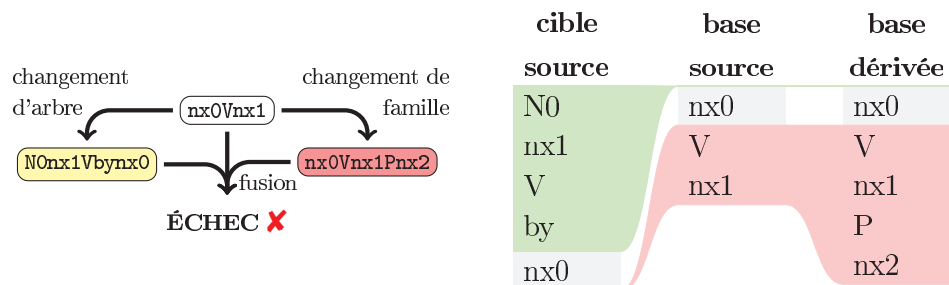 changement
d'arbre
changement de
famille
nx0Vnx1
N0nx1Vbynx0
nx0Vnx1Pnx2
fusion
ÉCHEC ✘
cible base base
source source dérivée
N0 nx0 nx0
nx1 V V
V nx1 nx1
by P
nx0 nx2